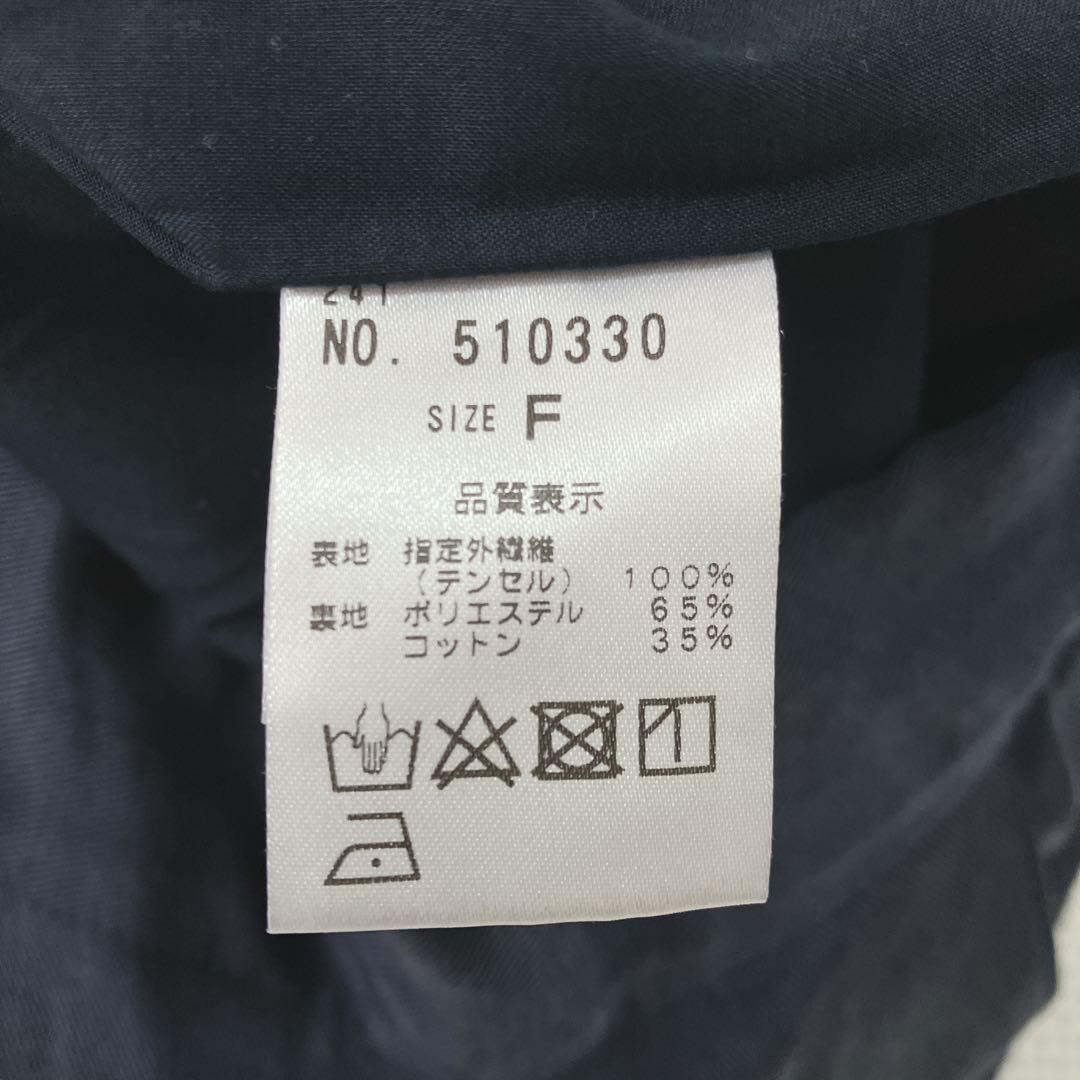 241
NO. 510330
SIZE F
品質表示
表地 指定外繊維
(テンセル) 100%
裏地 ポリエステル 65%
コットン 35%